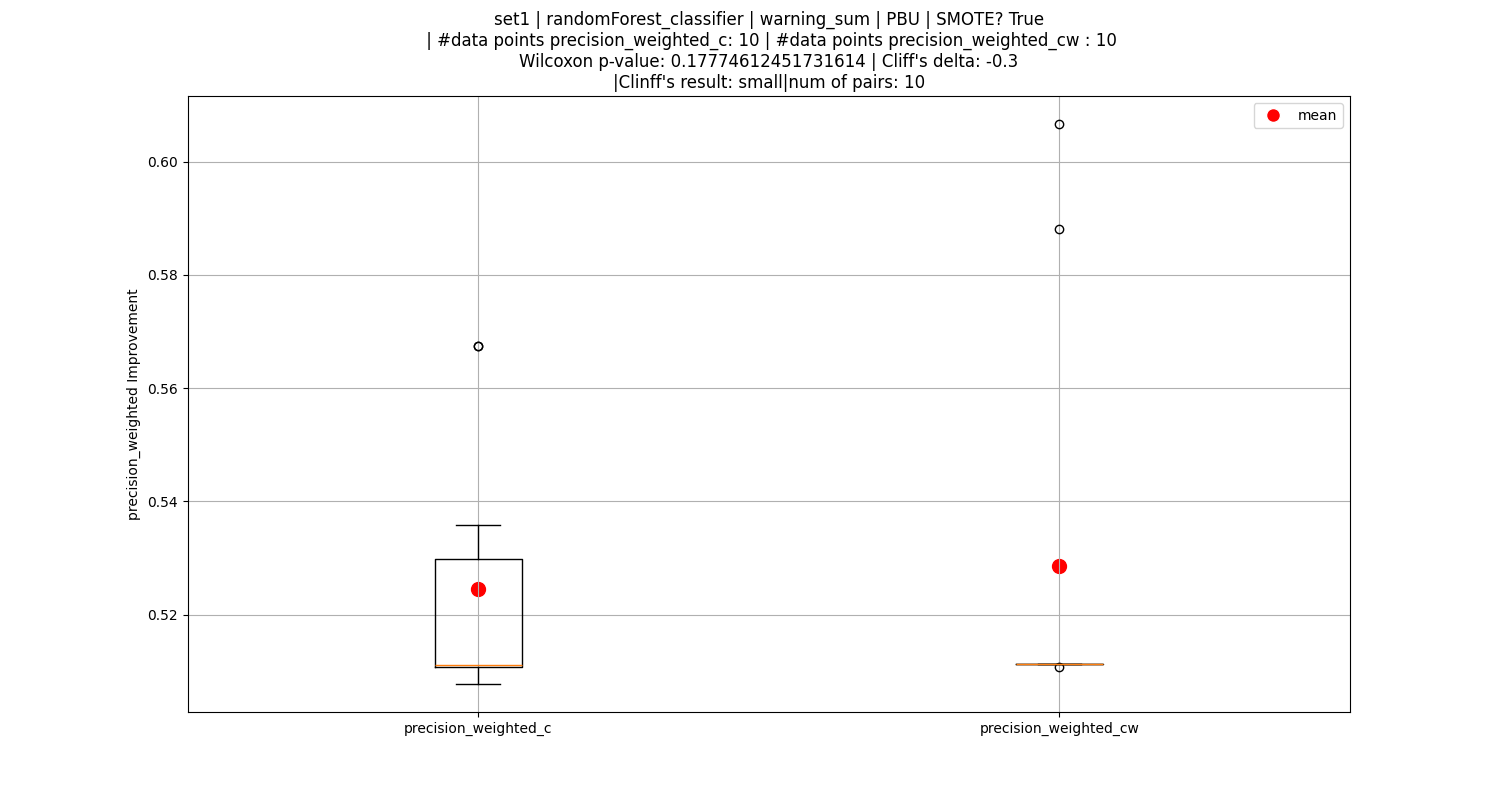 set1 | randomForest_classifier | warning_sum | PBU | SMOTE? True
| #data points precision_weighted_c: 10 | #data points precision_weighted_cw : 10
Wilcoxon p-value: 0.17774612451731614 | Cliff's delta: -0.3
|Clinff's result: small|num of pairs: 10
mean
0.60
0.58
0.56
0.54
0.52
precision_weighted Improvement
precision_weighted_c
precision_weighted_cw